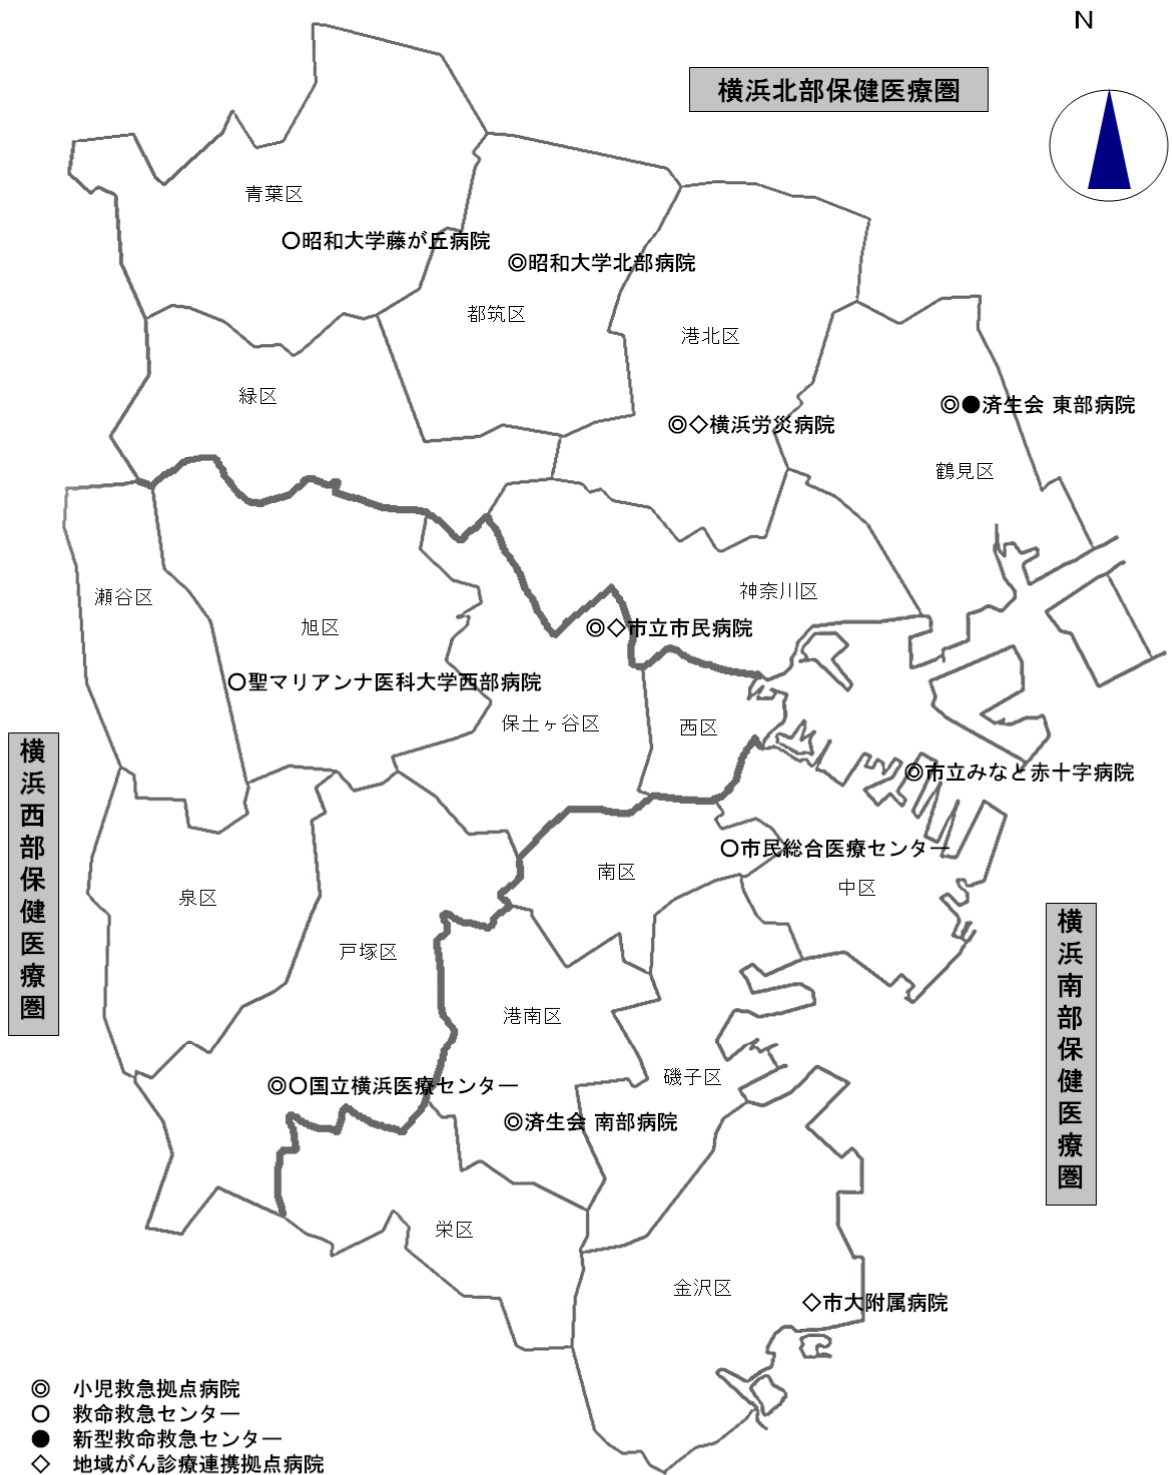 N
横浜北部保健医療圏
青葉区
〇昭和大学藤が丘病院
◎昭和大学北部病院
都筑区
港北区
緑区
◎●済生会 東部病院
◎◇横浜労災病院
鶴見区
瀬谷区
神奈川区
旭区
◎◇市立市民病院
〇聖マリアンナ医科大学西部病院
保土ヶ谷区
西区
横浜西部保健医療圏
◎市立みなと赤十字病院
〇市民総合医療センター
南区
中区
泉区
横浜南部保健医療圏
戸塚区
港南区
磯子区
◎〇国立横浜医療センター
◎済生会 南部病院
栄区
金沢区
◇市大附属病院
◎ 小児救急拠点病院
〇 救命救急センター
● 新型救命救急センター
◇ 地域がん診療連携拠点病院